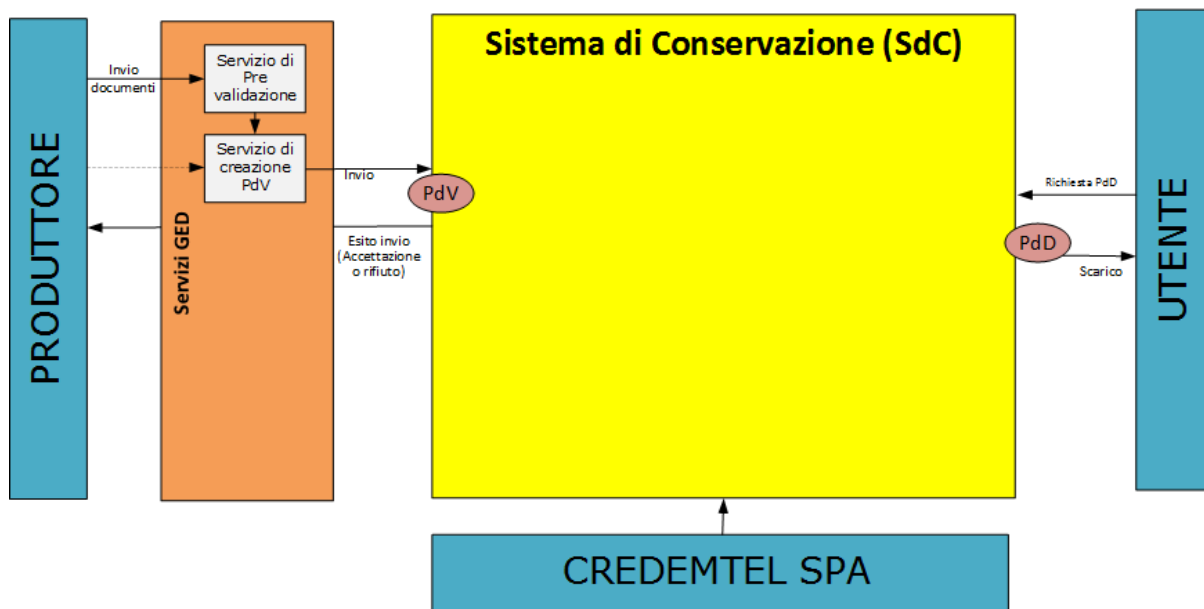 PRODUTTORE
Invio
documenti
Servizi GED
Servizio di
Pre
validazione
Servizio di
creazione
PdV
Invio
Esito invio
(Accettazione
o rifiuto)
Sistema di Conservazione (SdC)
PdV
Richiesta PdD
PdD
Scarico
UTENTE
CREDEMTEL SPA